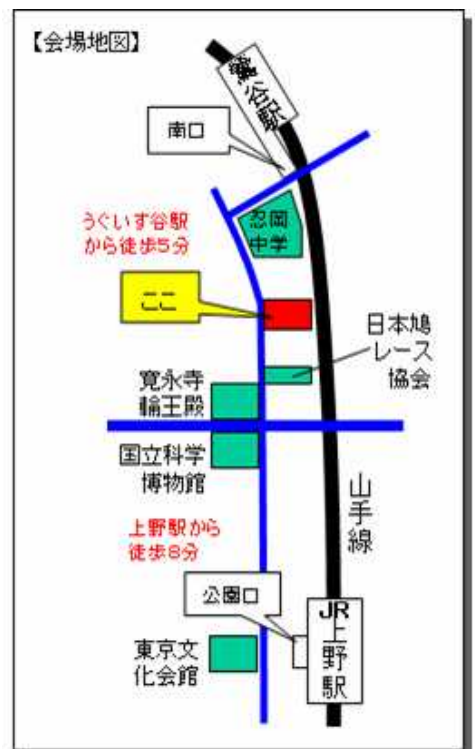 【会場地図】
鶯谷駅
南口
忍岡
中学
うぐいす谷駅
から徒歩5分
ここ
日本鳩
レース
協会
寛永寺
輪王殿
国立科学
博物館
山手線
上野駅から
徒歩8分
公園口
JR上野駅
東京文
化会館